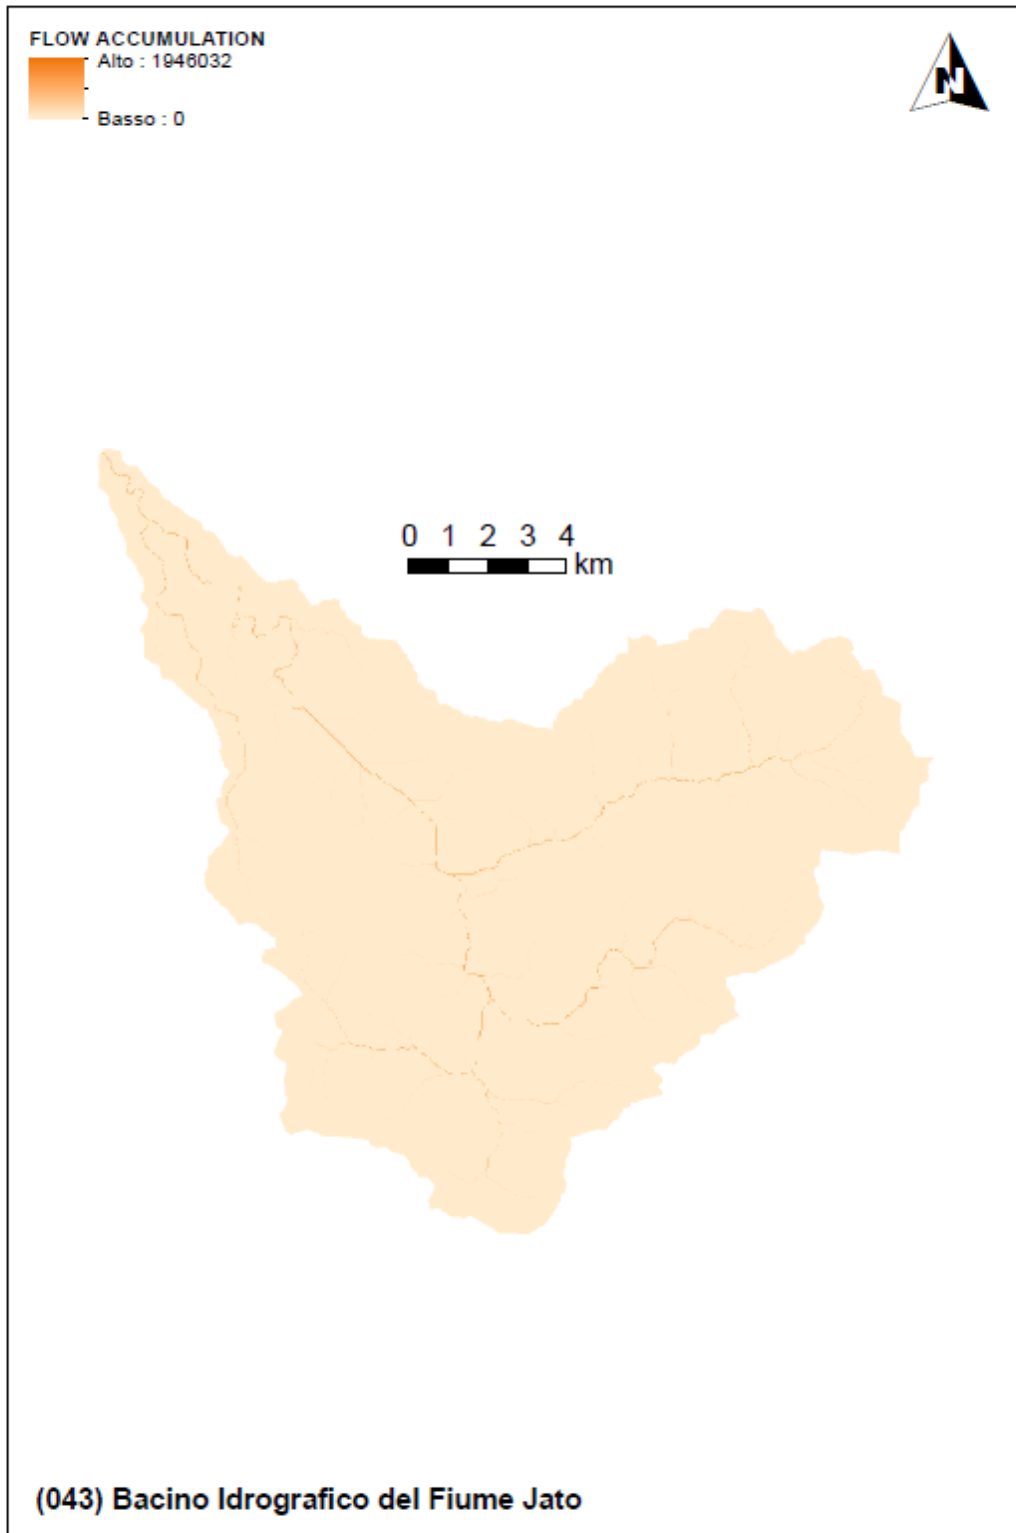 FLOW ACCUMULATION
Alto : 1946032
Basso : 0
N
0 1 2 3 4
km
(043) Bacino Idrografico del Fiume Jato